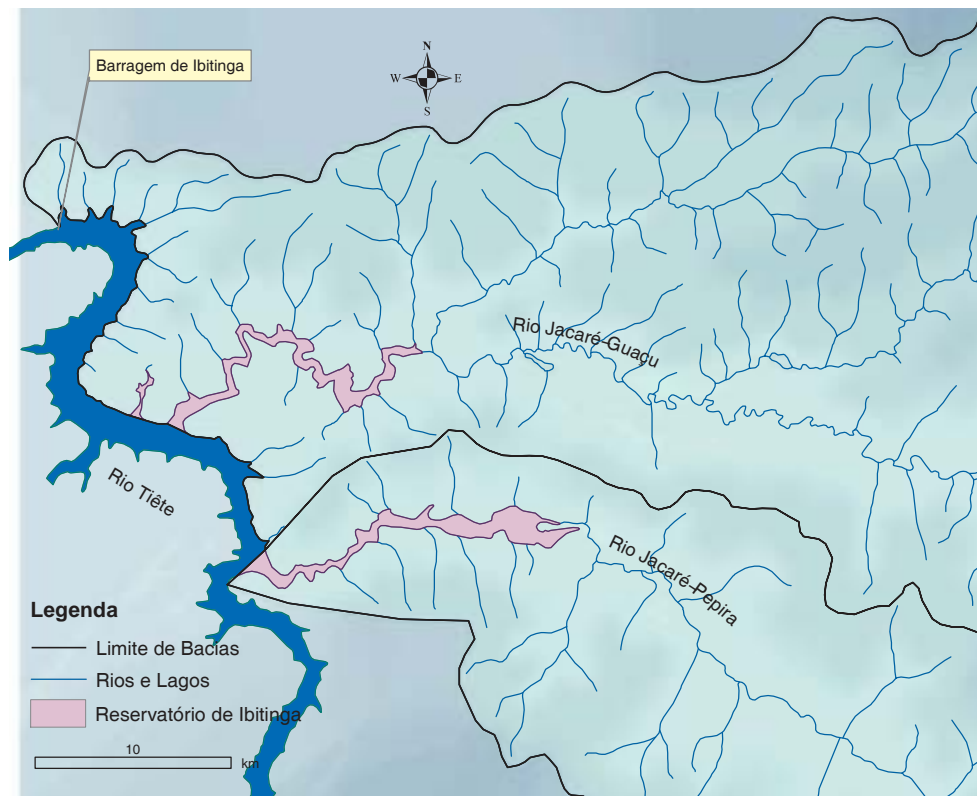 Barragem de Ibitinga
N
W
E
S
Rio Jacaré-Guaçu
Rio Tiête
Rio Jacaré-Pepira
Legenda
Limite de Bacias
Rios e Lagos
Reservatório de Ibitinga
10
km